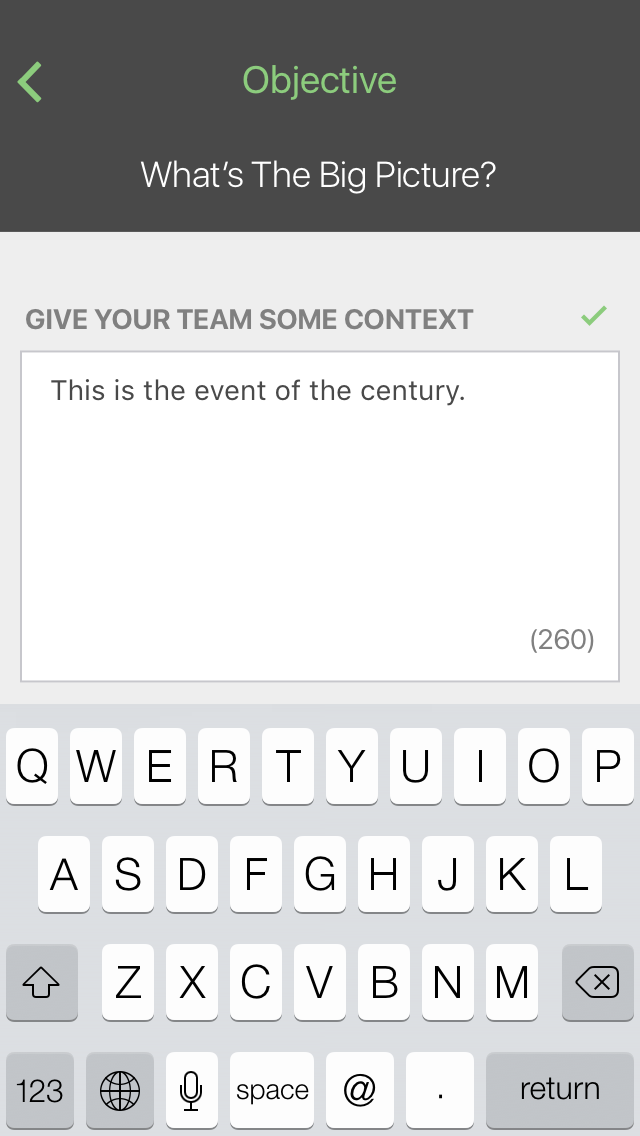 Objective
What's The Big Picture?
GIVE YOUR TEAM SOME CONTEXT
This is the event of the century.
(260)
Q W E R T Y U I O P
A S D F G H J K L
Z X C V B N M
123 space @ . return